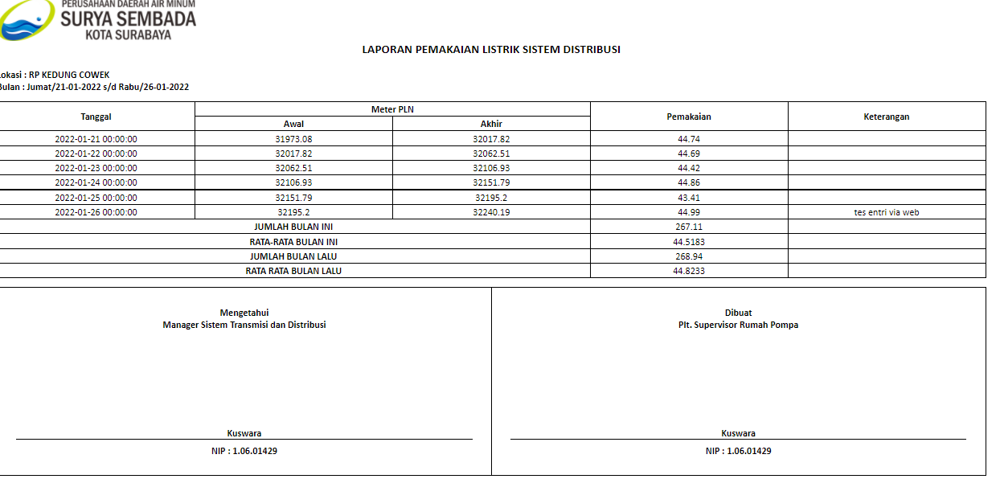 PERUSAHAAN DAERAH AIR MINUM
SURYA SEMBADA
KOTA SURABAYA
LAPORAN PEMAKAIAN LISTRIK SISTEM DISTRIBUSI
Lokasi : RP KEDUNG COWEK
Bulan : Jumat/21-01-2022 s/d Rabu/26-01-2022
Tanggal Meter PLN Pemakaian Keterangan
Awal Akhir
2022-01-21 00:00:00 31973.08 32017.82 44.74
2022-01-22 00:00:00 32017.82 32062.51 44.69
2022-01-23 00:00:00 32062.51 32106.93 44.42
2022-01-24 00:00:00 32106.93 32151.79 44.86
2022-01-25 00:00:00 32151.79 32195.2 43.41
2022-01-26 00:00:00 32195.2 32240.19 44.99 tes entri via web
JUMLAH BULAN INI 267.11
RATA-RATA BULAN INI 44.5183
JUMLAH BULAN LALU 268.94
RATA RATA BULAN LALU 44.8233
Mengetahui
Manager Sistem Transmisi dan Distribusi
Kuswara
NIP : 1.06.01429
Dibuat
Plt. Supervisor Rumah Pompa
Kuswara
NIP : 1.06.01429